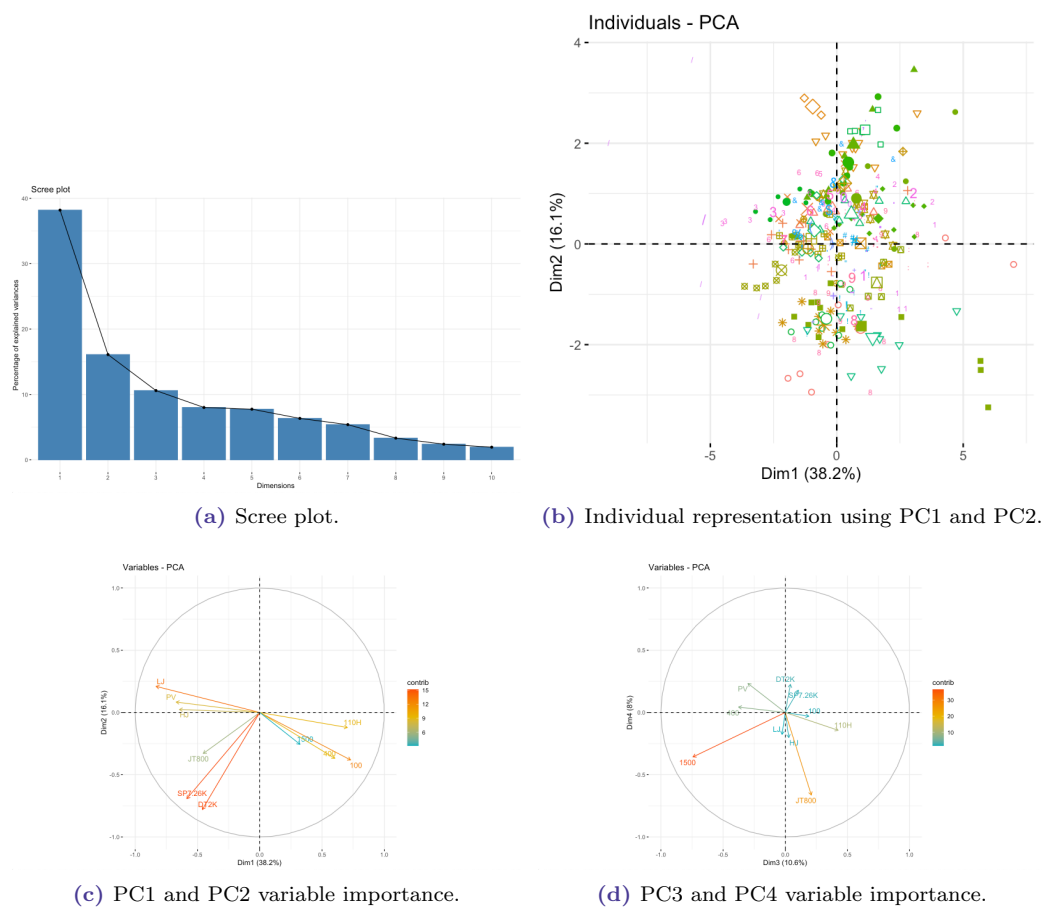 Scree plot
Percentage of explained variances
40
30
20
10
0
1 2 3 4 5 6 7 8 9 10
Dimensions
(a) Scree plot.
Individuals - PCA
Dim2 (16.1%)
4
2
0
-2
-5 0 5
Dim1 (38.2%)
(b) Individual representation using PC1 and PC2.
Variables - PCA
Dim2 (16.1%)
1.0
0.5
0.0
-0.5
-1.0
LJ
PV
HJ
110H
1500
400
100
JT800
SP7.26K
DT2K
contrib
15
12
9
6
-1.0 -0.5 0.0 0.5 1.0
Dim1 (38.2%)
(c) PC1 and PC2 variable importance.
Variables - PCA
Dim4 (8%)
1.0
0.5
0.0
-0.5
-1.0
DT2K
PV
SP7.26K
400
100
110H
LJ
HJ
1500
JT800
contrib
30
20
10
-1.0 -0.5 0.0 0.5 1.0
Dim3 (10.6%)
(d) PC3 and PC4 variable importance.